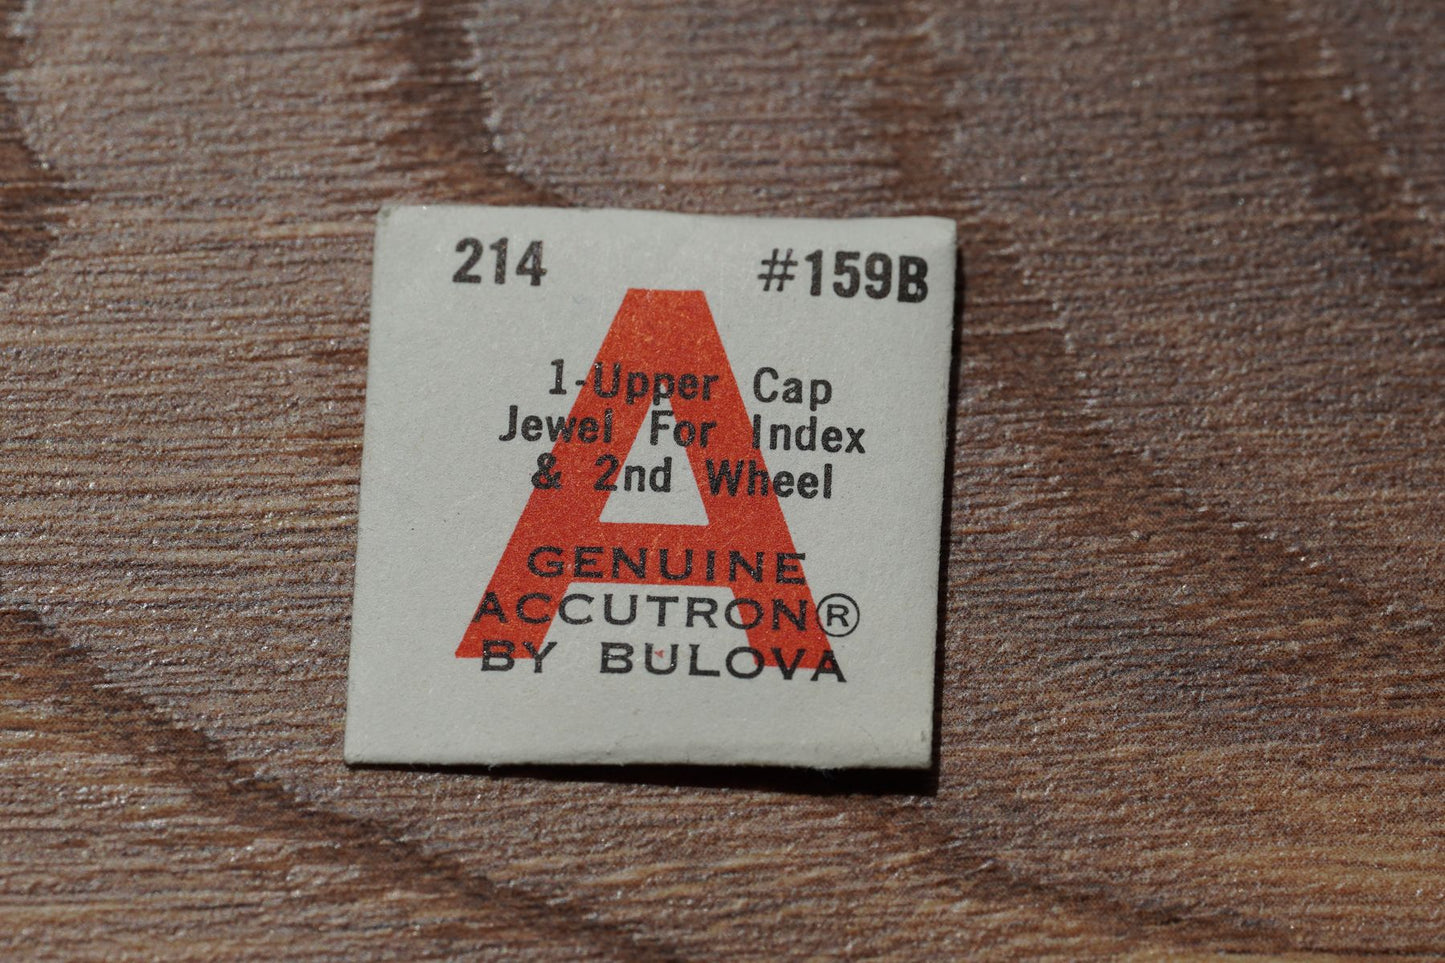 214 #159B
1-Upper Cap
Jewel For Index
& 2nd Wheel
GENUINE
ACCUTRON®
BY BULOVA